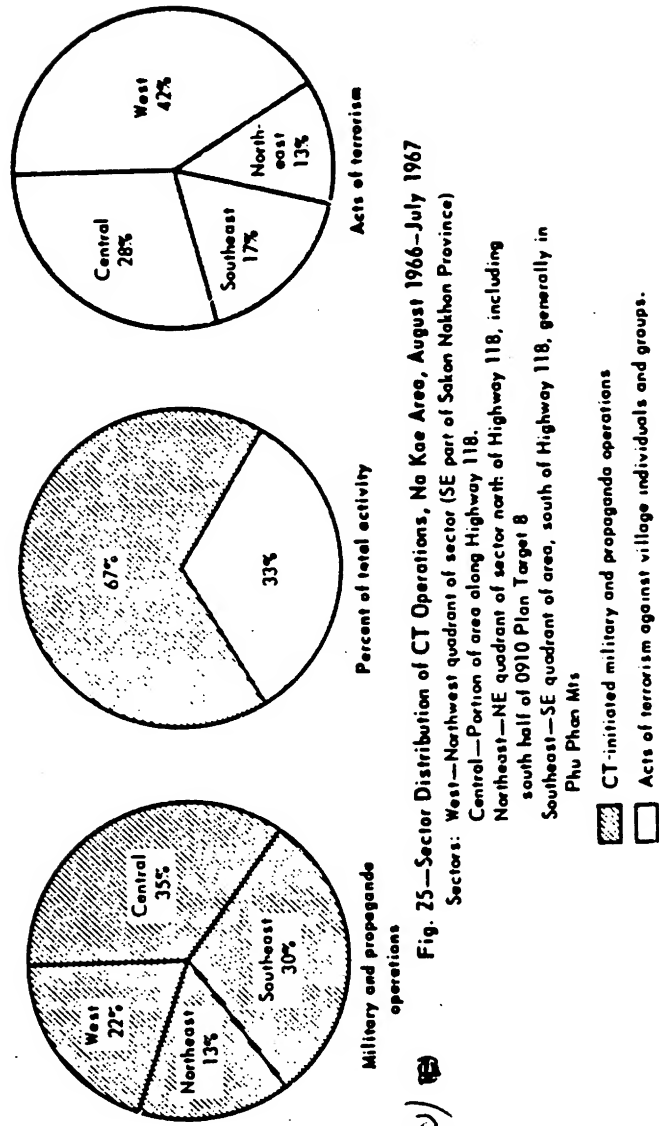 West
22%
Central
35%
Northeast
13%
Southeast
30%
Military and propaganda
operations
67%
33%
Percent of total activity
Central
28%
West
42%
Southeast
17%
North-
east
13%
Acts of terrorism
Fig. 25—Sector Distribution of CT Operations, Na Kae Area, August 1966–July 1967
Sectors: West—Northwest quadrant of sector (SE part of Sakon Nakhon Province)
Central—Portion of area along Highway 118.
Northeast—NE quadrant of sector north of Highway 118, including
south half of 0910 Plan Target 8
Southeast—SE quadrant of area, south of Highway 118, generally in
Phu Phan Mts
CT-initiated military and propaganda operations
Acts of terrorism against village individuals and groups.